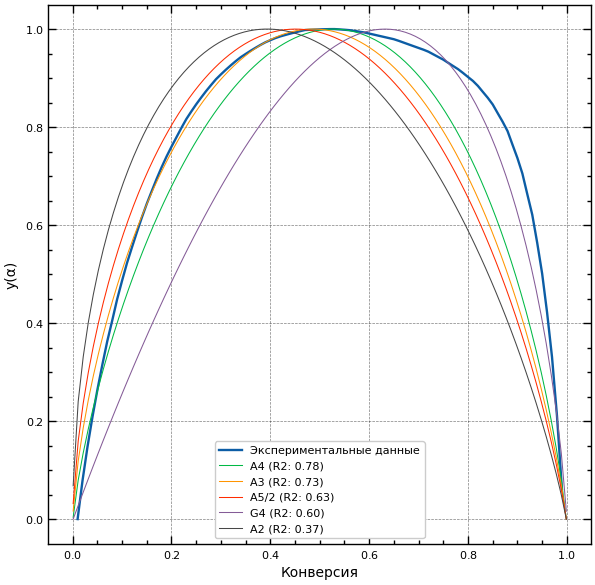 y(α)
1.0
0.8
0.6
0.4
0.2
0.0
Экспериментальные данные
A4 (R2: 0.78)
A3 (R2: 0.73)
A5/2 (R2: 0.63)
G4 (R2: 0.60)
A2 (R2: 0.37)
0.0 0.2 0.4 0.6 0.8 1.0
Конверсия